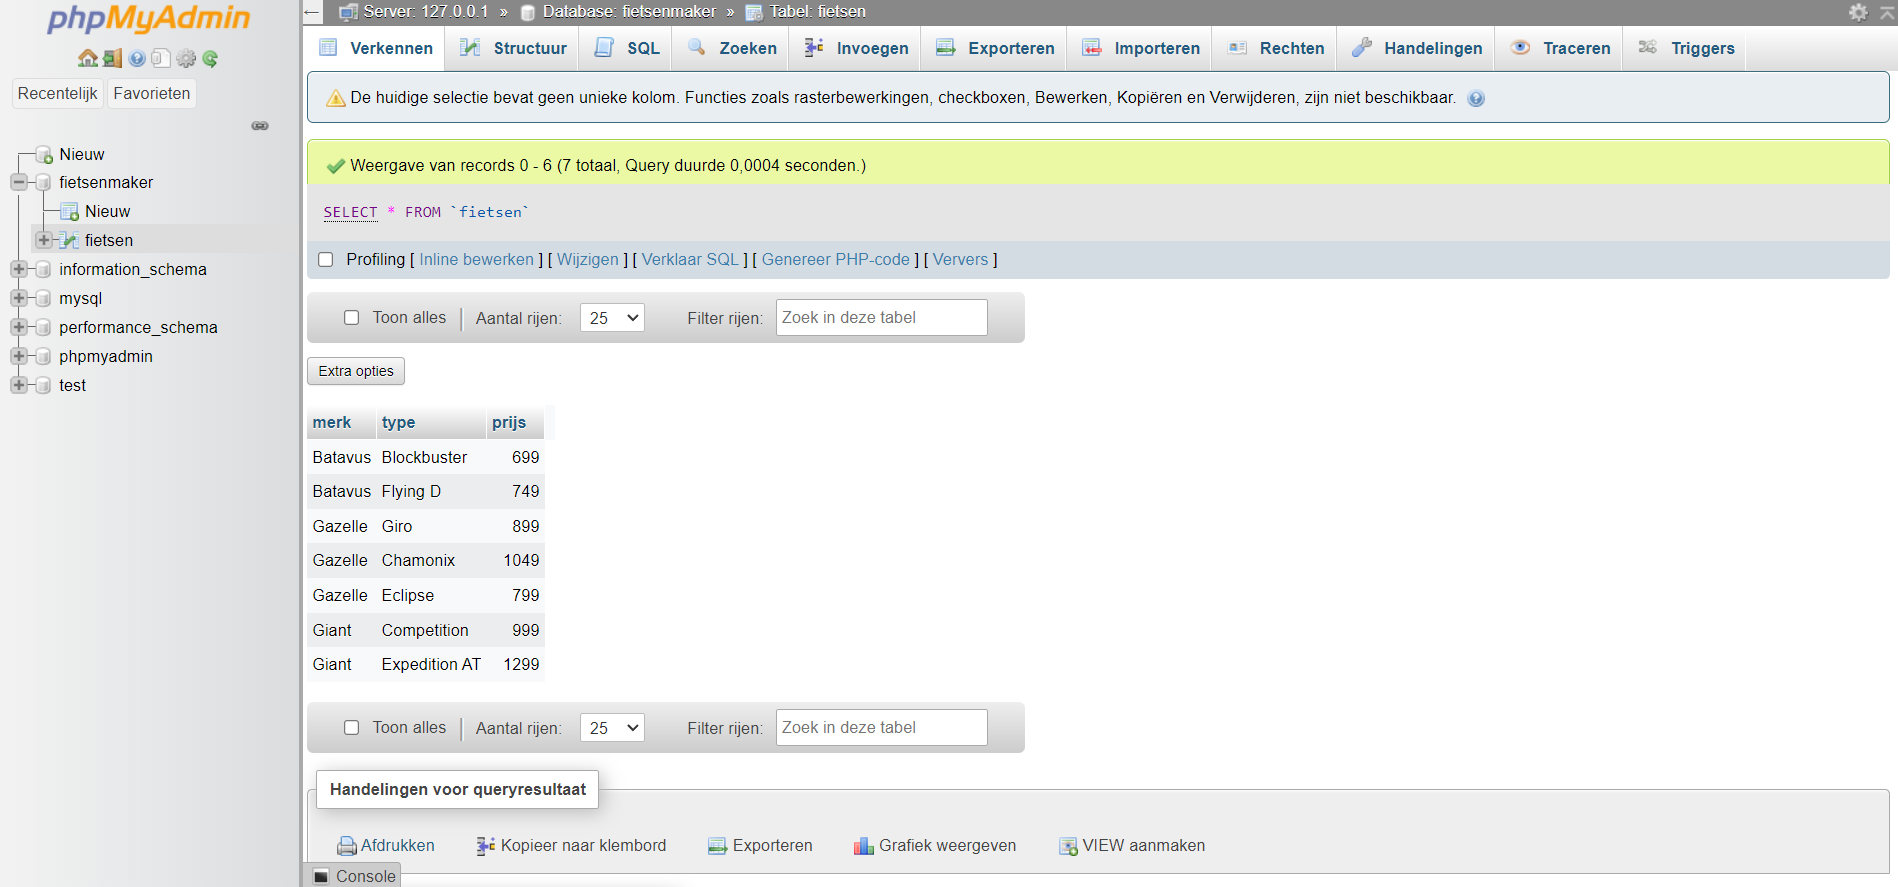 phpMyAdmin
Recentelijk Favorieten
Nieuw
fietsenmaker
Nieuw
fietsen
information_schema
mysql
performance_schema
phpmyadmin
test
← Server: 127.0.0.1 » Database: fietsenmaker » Tabel: fietsen
Verkennen Structuur SQL Zoeken Invoegen Exporteren Importeren Rechten Handelingen Traceren Triggers
De huidige selectie bevat geen unieke kolom. Functies zoals rasterbewerkingen, checkboxen, Bewerken, Kopiëren en Verwijderen, zijn niet beschikbaar.
Weergave van records 0 - 6 (7 totaal, Query duurde 0,0004 seconden.)
SELECT * FROM `fietsen`
Profiling [ Inline bewerken ] [ Wijzigen ] [ Verklaar SQL ] [ Genereer PHP-code ] [ Ververs ]
Toon alles Aantal rijen: 25 Filter rijen: Zoek in deze tabel
Extra opties
merk type prijs
Batavus Blockbuster 699
Batavus Flying D 749
Gazelle Giro 899
Gazelle Chamonix 1049
Gazelle Eclipse 799
Giant Competition 999
Giant Expedition AT 1299
Toon alles Aantal rijen: 25 Filter rijen: Zoek in deze tabel
Handelingen voor queryresultaat
Afdrukken Kopieer naar klembord Exporteren Grafiek weergeven VIEW aanmaken
Console